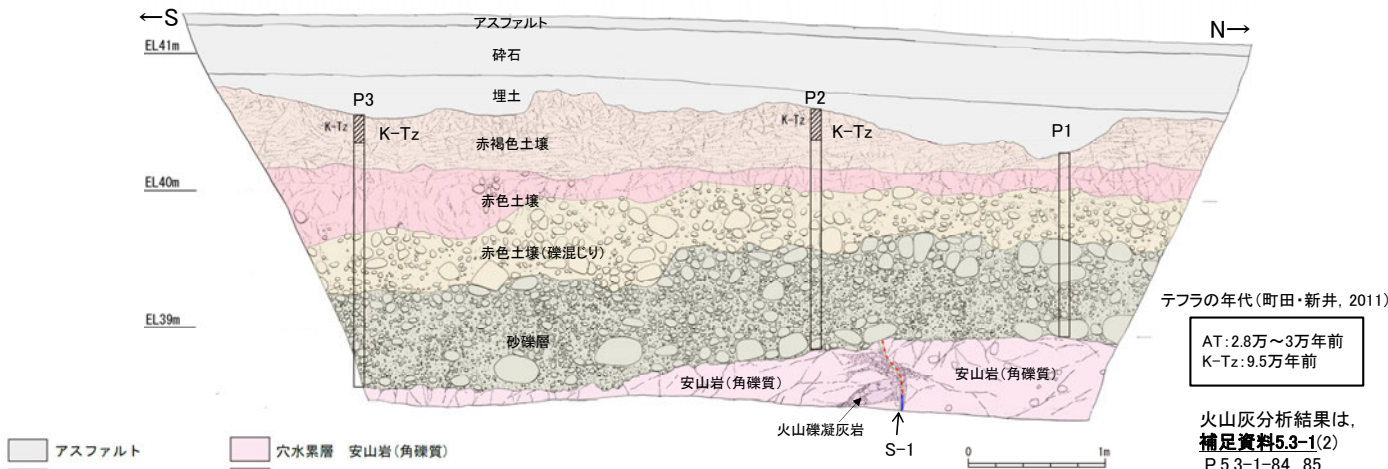 ←S
N→
アスファルト
EL41m
砕石
埋土
P3
P2
P1
K-Tz
K-Tz
K-Tz
K-Tz
赤褐色土壌
EL40m
赤色土壌
赤色土壌(礫混じり)
EL39m
砂礫層
安山岩(角礫質)
安山岩(角礫質)
火山礫凝灰岩
S-1
0
1m
テフラの年代(町田・新井, 2011)
AT:2.8万~3万年前
K-Tz:9.5万年前
火山灰分析結果は,
補足資料5.3-1(2)
P.5.3-1-84, 85
アスファルト
穴水累層 安山岩(角礫質)